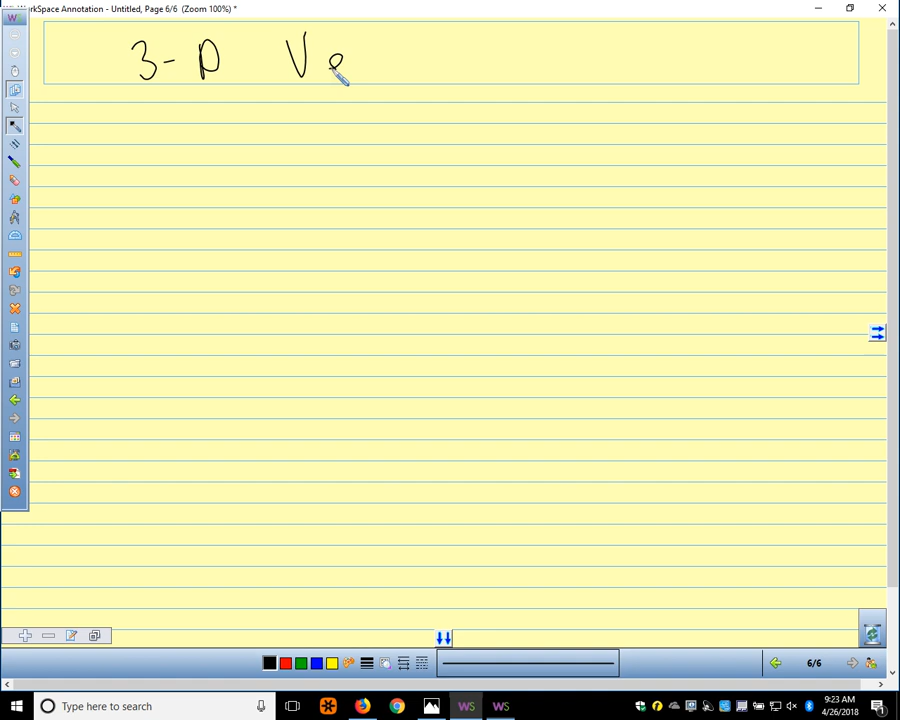 WorkSpace Annotation - Untitled, Page 6/6 (Zoom 100%) *
3-D Ve
6/6
Type here to search
9:23 AM
4/26/2018